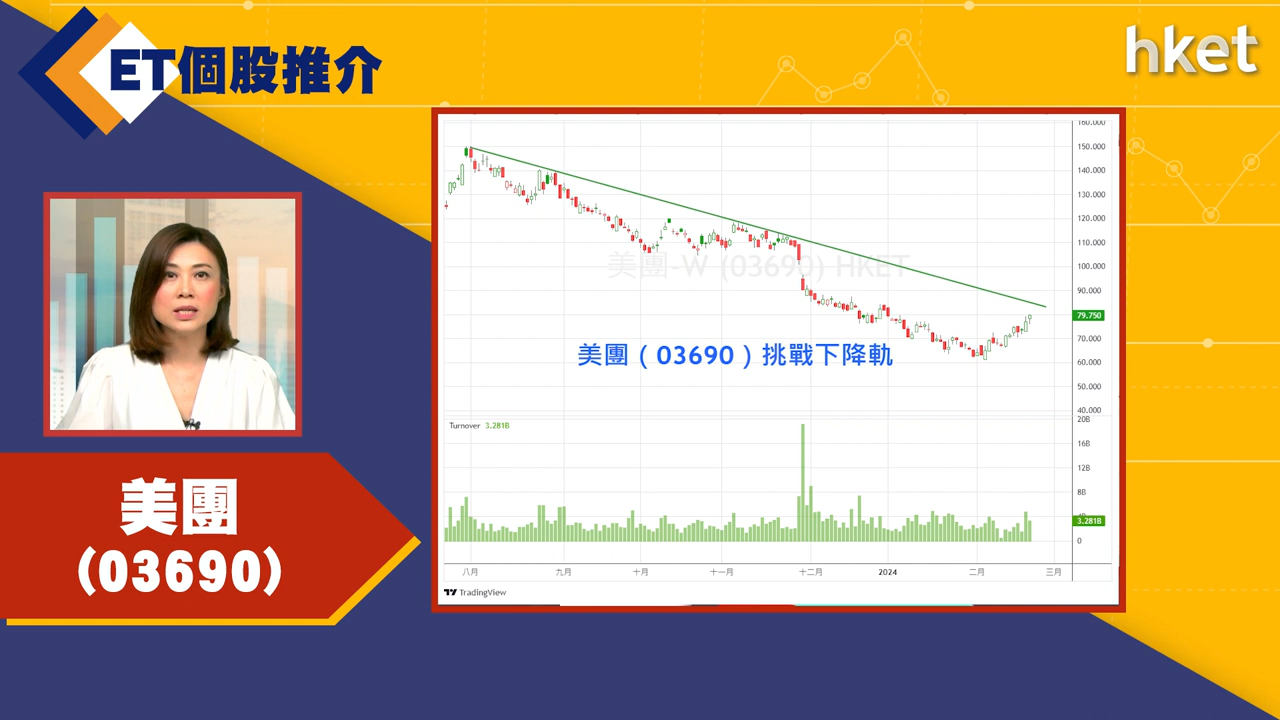 ET個股推介
hket
美團
(03690)
160.000
150.000
140.000
130.000
120.000
110.000
100.000
90.000
79.750
70.000
60.000
50.000
40.000
美團-W (03690) HKET
美團(03690)挑戰下降軌
Turnover 3.281B
20B
16B
12B
8B
3.281B
0
八月 九月 十月 十一月 十二月 2024 二月 三月
TradingView